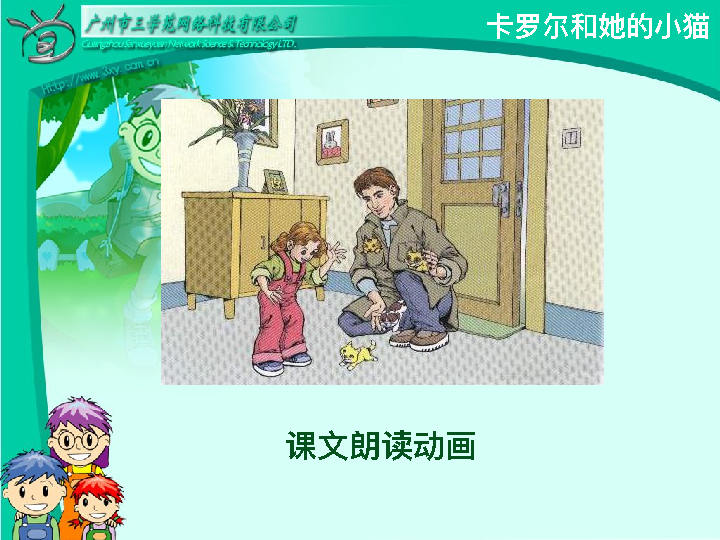 广州市三学苑网络科技有限公司
Guangzhou Sanxueyuan Network Science & Technology LTD.
Http://www.3xy.com.cn
卡罗尔和她的小猫
课文朗读动画